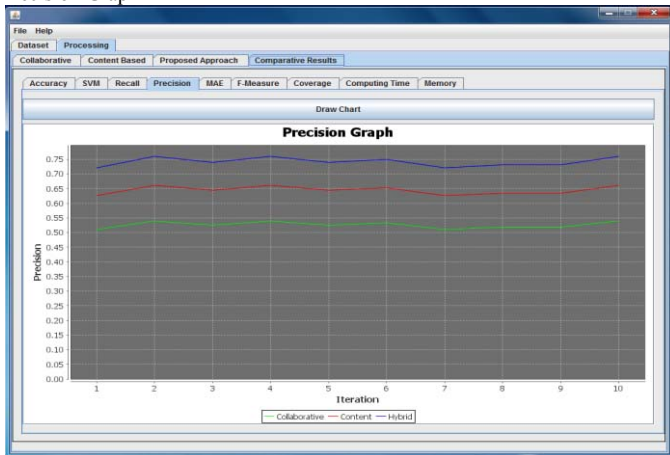 File Help
Dataset Processing
Collaborative Content Based Proposed Approach Comparative Results
Accuracy SVM Recall Precision MAE F-Measure Coverage Computing Time Memory
Draw Chart
Precision Graph
0.75
0.70
0.65
0.60
0.55
0.50
0.45
0.40
0.35
0.30
0.25
0.20
0.15
0.10
0.05
0.00
Precision
1 2 3 4 5 6 7 8 9 10
Iteration
Collaborative Content Hybrid